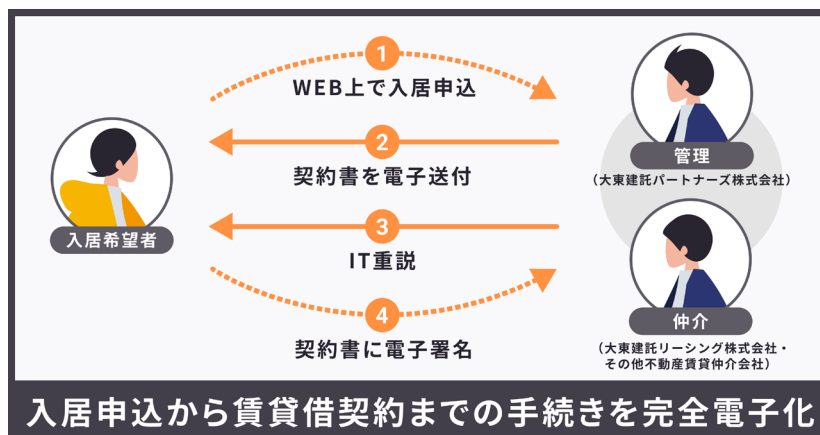 1
WEB上で入居申込
2
契約書を電子送付
3
IT重説
4
契約書に電子署名
入居希望者
管理
（大東建託パートナーズ株式会社）
仲介
（大東建託リーシング株式会社・
その他不動産賃貸仲介会社）
入居申込から賃貸借契約までの手続きを完全電子化